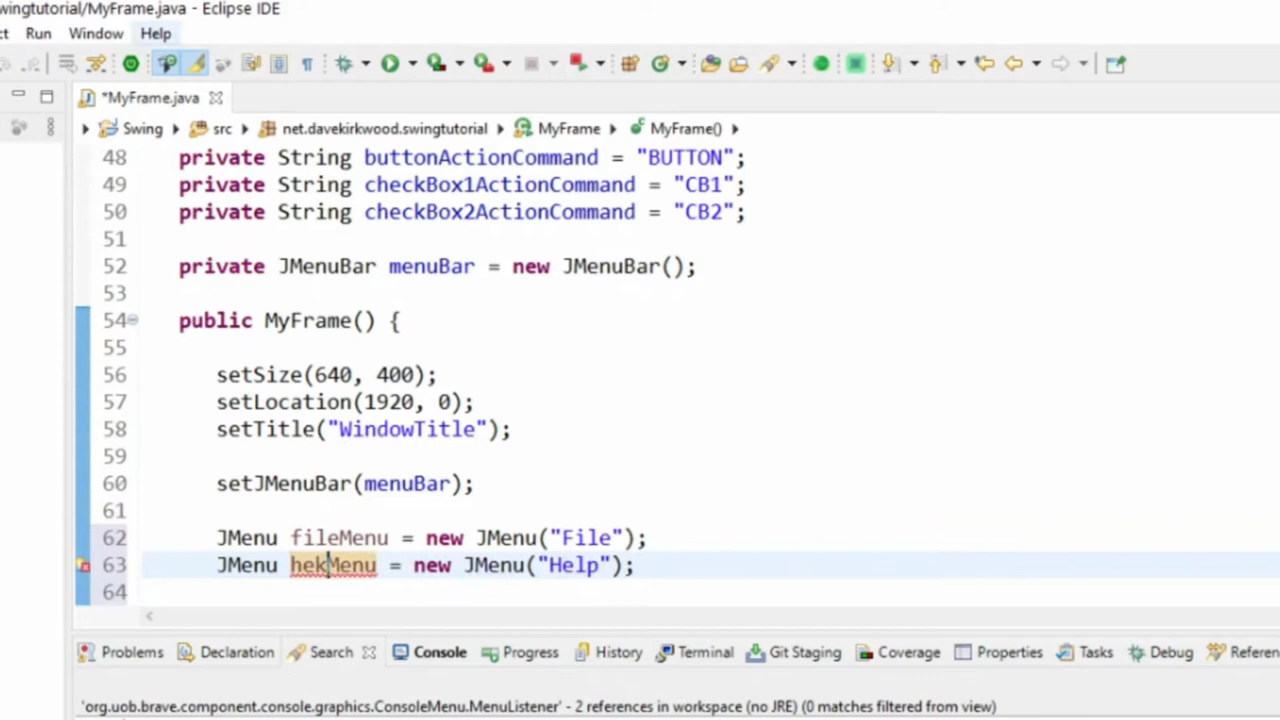 wingtutorial/MyFrame.java - Eclipse IDE
ct Run Window Help
*MyFrame.java
Swing src net.davekirkwood.swingtutorial MyFrame MyFrame()
48 private String buttonActionCommand = "BUTTON";
49 private String checkBox1ActionCommand = "CB1";
50 private String checkBox2ActionCommand = "CB2";
51
52 private JMenuBar menuBar = new JMenuBar();
53
54 public MyFrame() {
55
56 setSize(640, 400);
57 setLocation(1920, 0);
58 setTitle("WindowTitle");
59
60 setJMenuBar(menuBar);
61
62 JMenu fileMenu = new JMenu("File");
63 JMenu hekMenu = new JMenu("Help");
64
Problems Declaration Search Console Progress History Terminal Git Staging Coverage Properties Tasks Debug Referen
'org.uob.brave.component.console.graphics.ConsoleMenu.MenuListener' - 2 references in workspace (no JRE) (0 matches filtered from view)